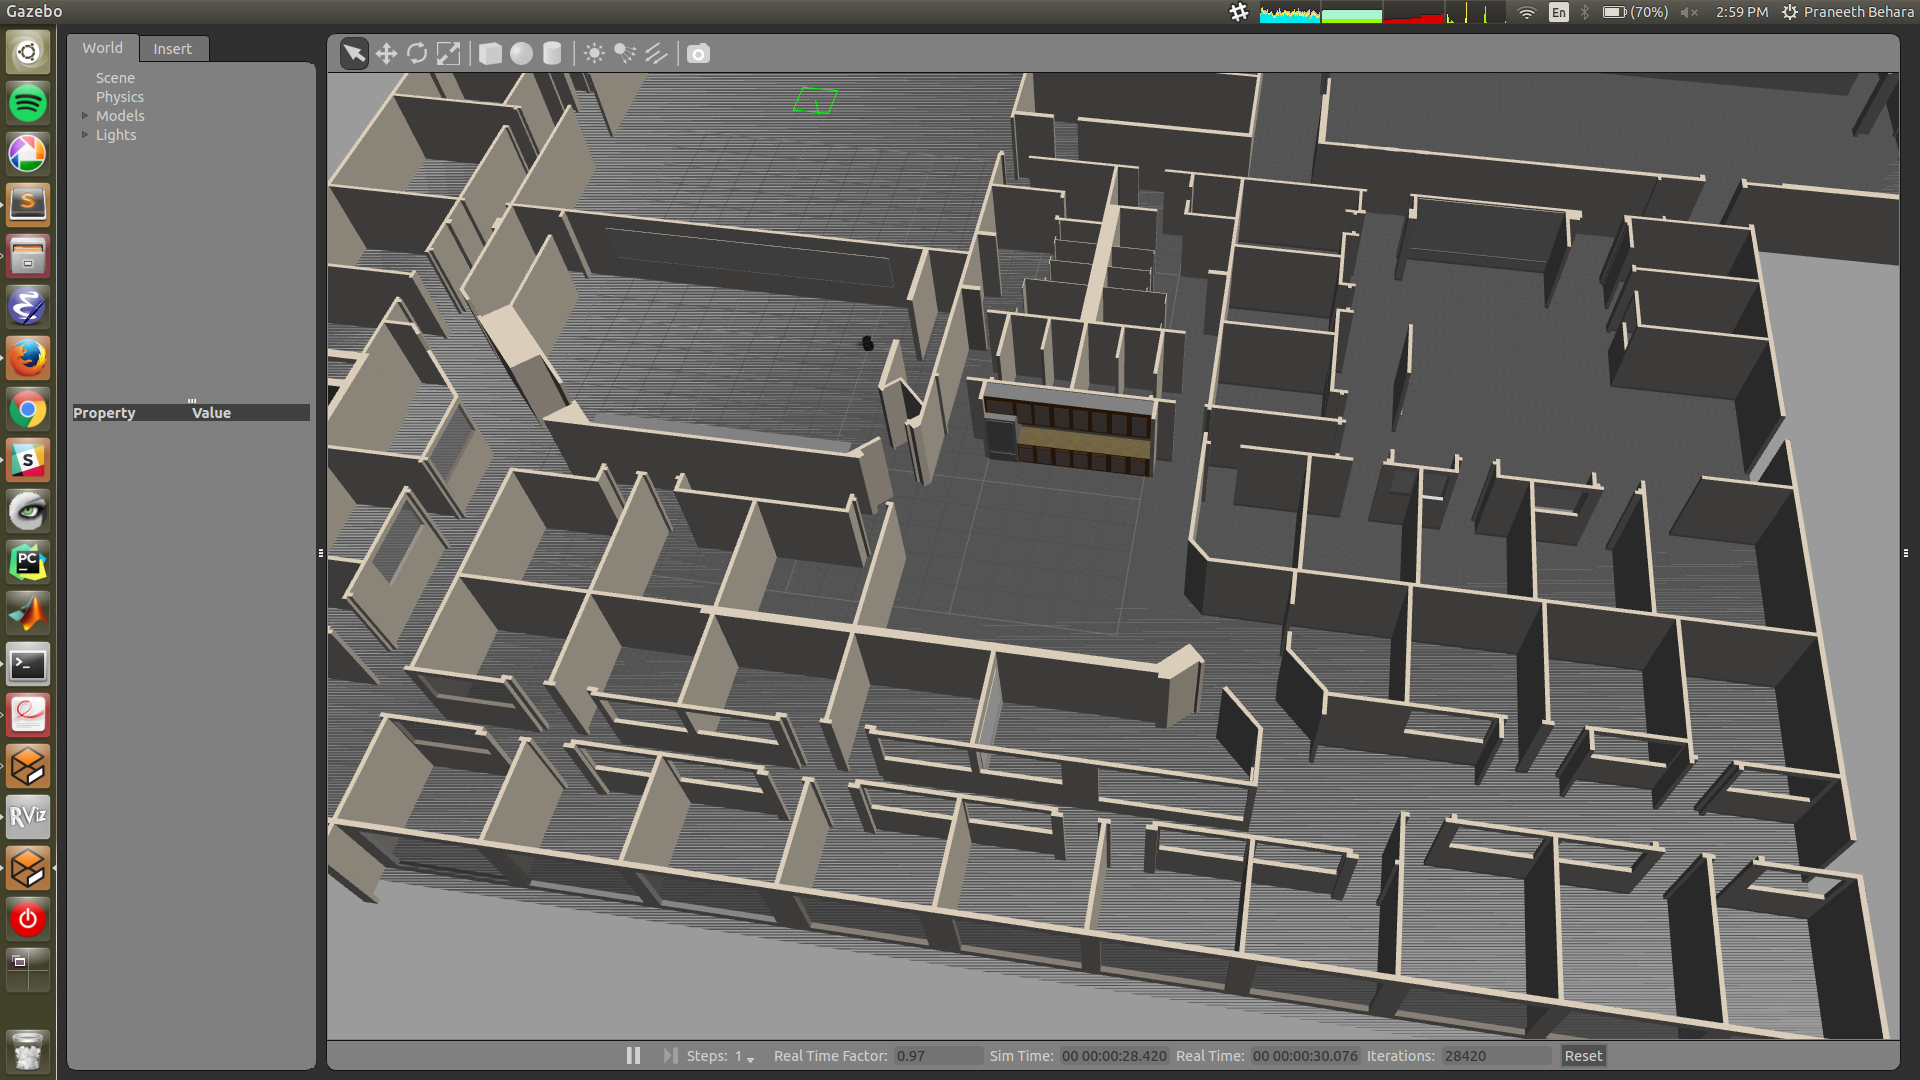 Gazebo
En (70%) 2:59 PM Praneeth Behara
World Insert
Scene
Physics
Models
Lights
Property Value
S
S
PC
>_
RViz
Steps: 1 Real Time Factor: 0.97 Sim Time: 00 00:00:28.420 Real Time: 00 00:00:30.076 Iterations: 28420 Reset